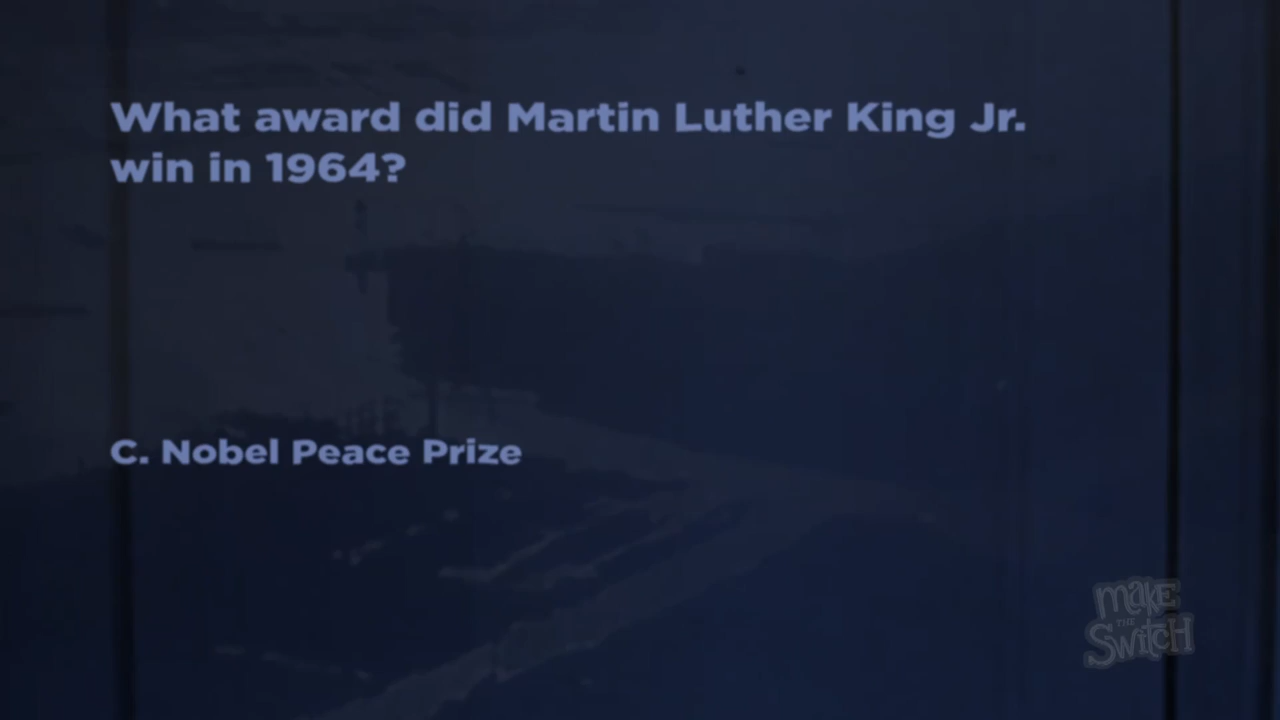 What award did Martin Luther King Jr.
win in 1964?
C. Nobel Peace Prize
make
THE
Switch